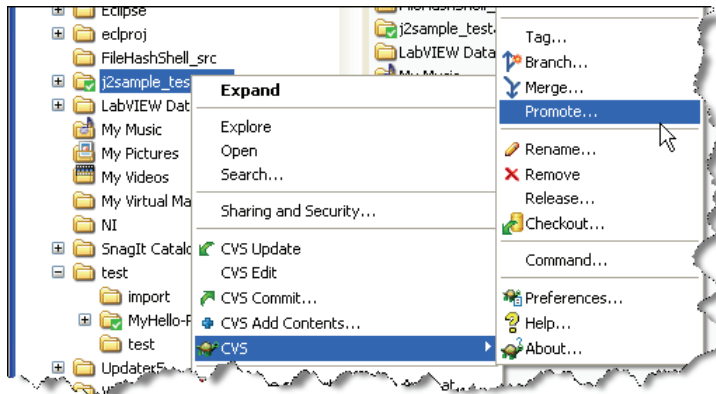 Eclipse
eclproj
FileHashShell_src
j2sample_tes
LabVIEW Dat
My Music
My Pictures
My Videos
My Virtual Ma
NI
SnagIt Catalo
test
import
MyHello-P
test
Updater5
j2sample_test
LabVIEW Data
My Music
Expand
Explore
Open
Search...
Sharing and Security...
CVS Update
CVS Edit
CVS Commit...
CVS Add Contents...
CVS
Tag...
Branch...
Merge...
Promote...
Rename...
Remove
Release...
Checkout...
Command...
Preferences...
Help...
About...